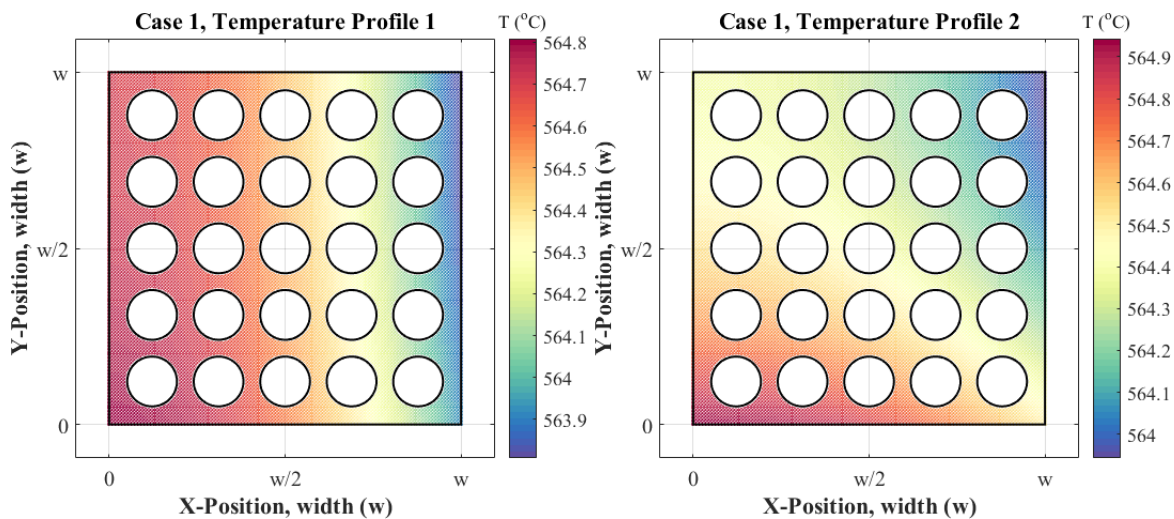 Case 1, Temperature Profile 1
T (°C)
w
w/2
0
Y-Position, width (w)
0
w/2
w
X-Position, width (w)
564.8
564.7
564.6
564.5
564.4
564.3
564.2
564.1
564
563.9
Case 1, Temperature Profile 2
T (°C)
w
w/2
0
Y-Position, width (w)
0
w/2
w
X-Position, width (w)
564.9
564.8
564.7
564.6
564.5
564.4
564.3
564.2
564.1
564